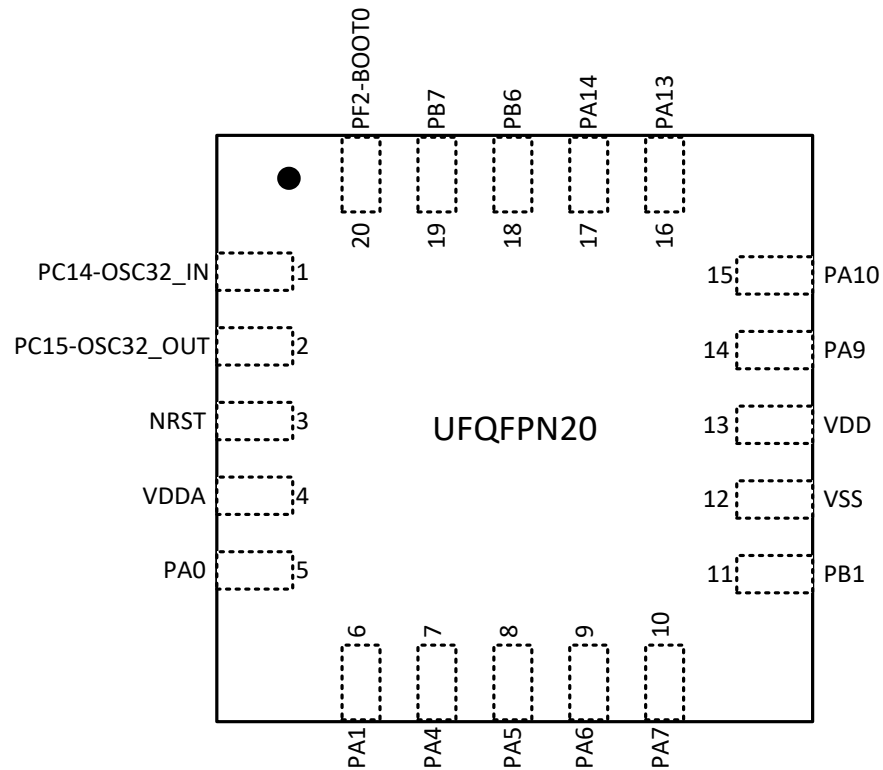 PF2-BOOT0
PB7
PB6
PA14
PA13
20
19
18
17
16
PC14-OSC32_IN 1
PC15-OSC32_OUT 2
NRST 3
VDDA 4
PA0 5
UFQFPN20
15 PA10
14 PA9
13 VDD
12 VSS
11 PB1
6
7
8
9
10
PA1
PA4
PA5
PA6
PA7